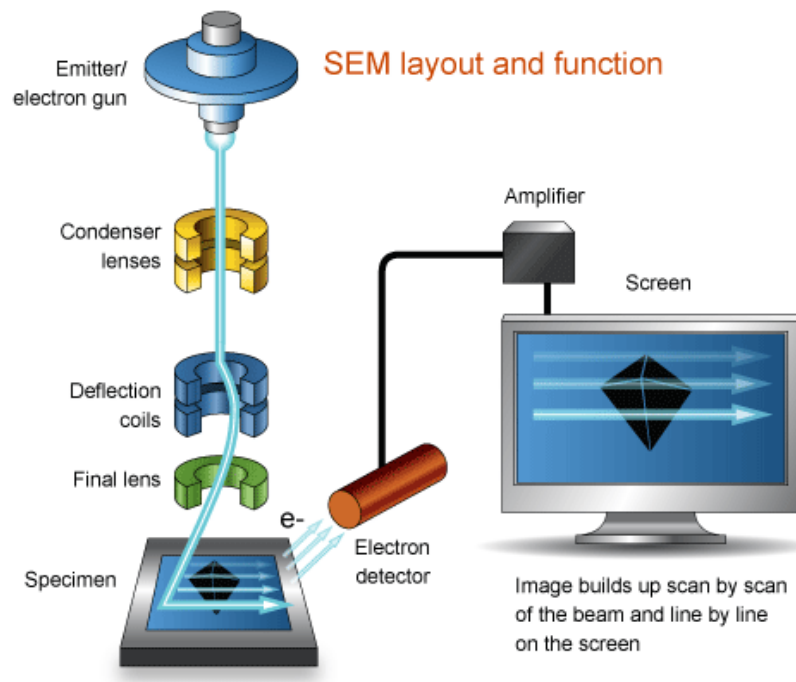 SEM layout and function
Emitter/
electron gun
Condenser
lenses
Deflection
coils
Final lens
Specimen
e-
Electron
detector
Amplifier
Screen
Image builds up scan by scan
of the beam and line by line
on the screen